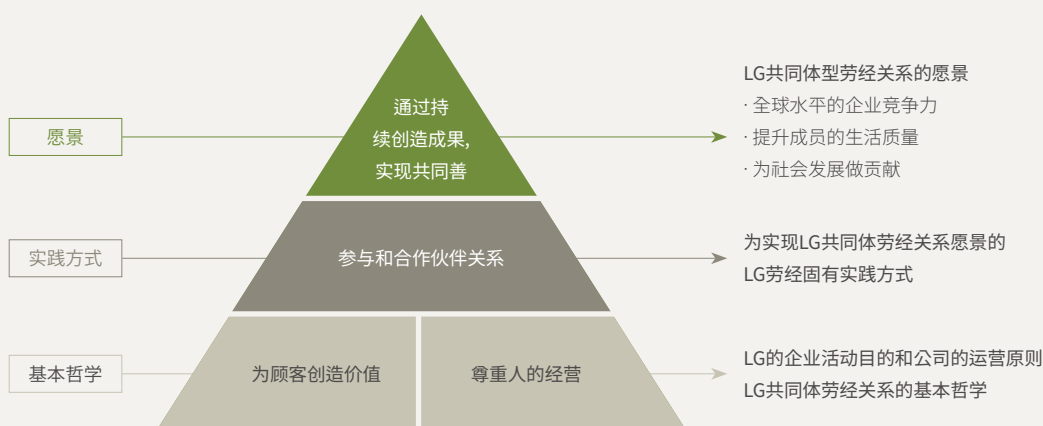 愿景
通过持
续创造成果,
实现共同善
LG共同体型劳经关系的愿景
· 全球水平的企业竞争力
· 提升成员的生活质量
· 为社会发展做贡献
实践方式
参与和合作伙伴关系
为实现LG共同体劳经关系愿景的
LG劳经固有实践方式
基本哲学
为顾客创造价值
尊重人的经营
LG的企业活动目的和公司的运营原则
LG共同体劳经关系的基本哲学